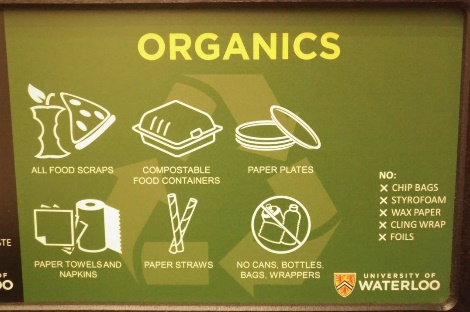 ORGANICS
ALL FOOD SCRAPS
COMPOSTABLE
FOOD CONTAINERS
PAPER PLATES
PAPER TOWELS AND
NAPKINS
PAPER STRAWS
NO CANS, BOTTLES,
BAGS, WRAPPERS
NO:
X CHIP BAGS
X STYROFOAM
X WAX PAPER
X CLING WRAP
X FOILS
UNIVERSITY OF
WATERLOO